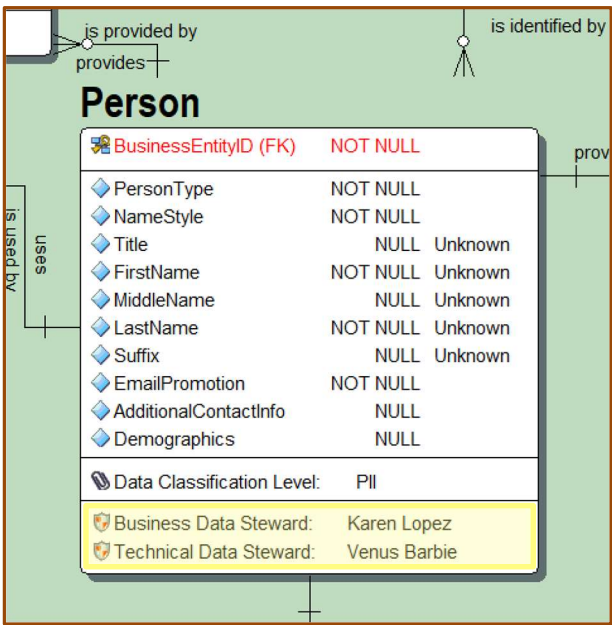 is provided by
is identified by
provides
Person
BusinessEntityID (FK) NOT NULL
prov
PersonType NOT NULL
NameStyle NOT NULL
Title NULL Unknown
FirstName NOT NULL Unknown
MiddleName NULL Unknown
LastName NOT NULL Unknown
Suffix NULL Unknown
EmailPromotion NOT NULL
AdditionalContactInfo NULL
Demographics NULL
uses
is used by
Data Classification Level: PII
Business Data Steward: Karen Lopez
Technical Data Steward: Venus Barbie